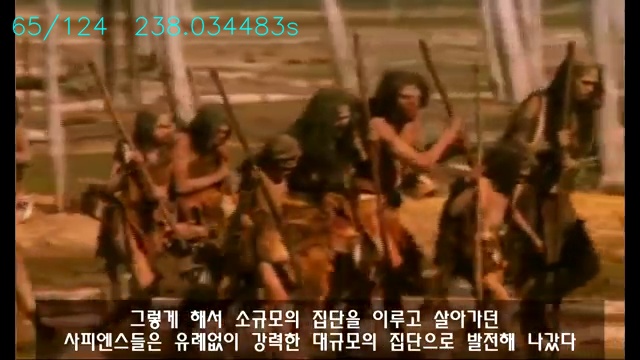 65/124 238.034483s
그렇게 해서 소규모의 집단을 이루고 살아가던
사피엔스들은 유례없이 강력한 대규모의 집단으로 발전해 나갔다